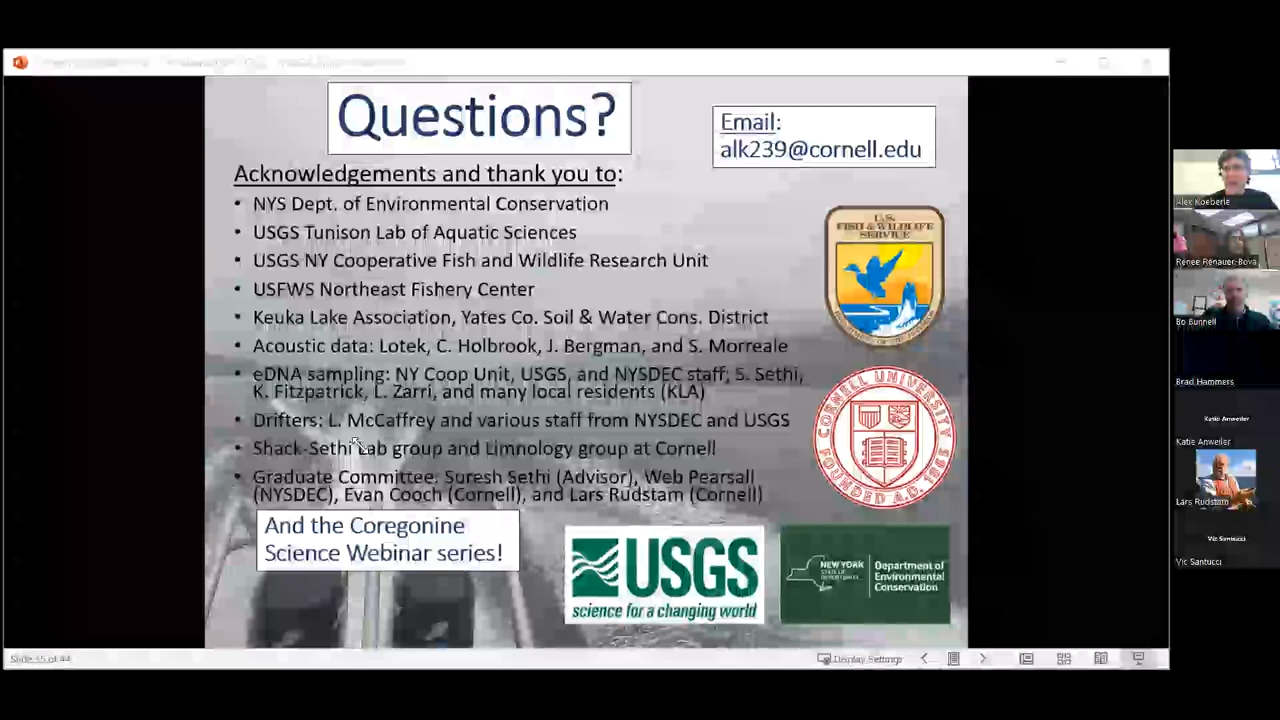 Questions?
Email:
alk239@cornell.edu
Acknowledgements and thank you to:
• NYS Dept. of Environmental Conservation
• USGS Tunison Lab of Aquatic Sciences
• USGS NY Cooperative Fish and Wildlife Research Unit
• USFWS Northeast Fishery Center
• Keuka Lake Association, Yates Co. Soil & Water Cons. District
• Acoustic data: Lotek, C. Holbrook, J. Bergman, and S. Morreale
• eDNA sampling: NY Coop Unit, USGS, and NYSDEC staff, S. Sethi,
K. Fitzpatrick, L. Zarri, and many local residents (KLA)
• Drifters: L. McCaffrey and various staff from NYSDEC and USGS
• Shack-Sethi Lab group and Limnology group at Cornell
• Graduate Committee: Suresh Sethi (Advisor), Web Pearsall
(NYSDEC), Evan Cooch (Cornell), and Lars Rudstam (Cornell)
And the Coregonine
Science Webinar series!
U.S.
FISH & WILDLIFE
SERVICE
CORNELL UNIVERSITY
FOUNDED A.D. 1865
USGS
science for a changing world
NEW YORK
STATE OF
OPPORTUNITY
Department of
Environmental
Conservation
Slide 35 of 44
Display Settings
Alex Koeberle
Renee Renauer-Bova
Bo Bunnell
Brad Hammers
Katie Anweiler
Katie Anweiler
Lars Rudstam
Vic Santucci
Vic Santucci